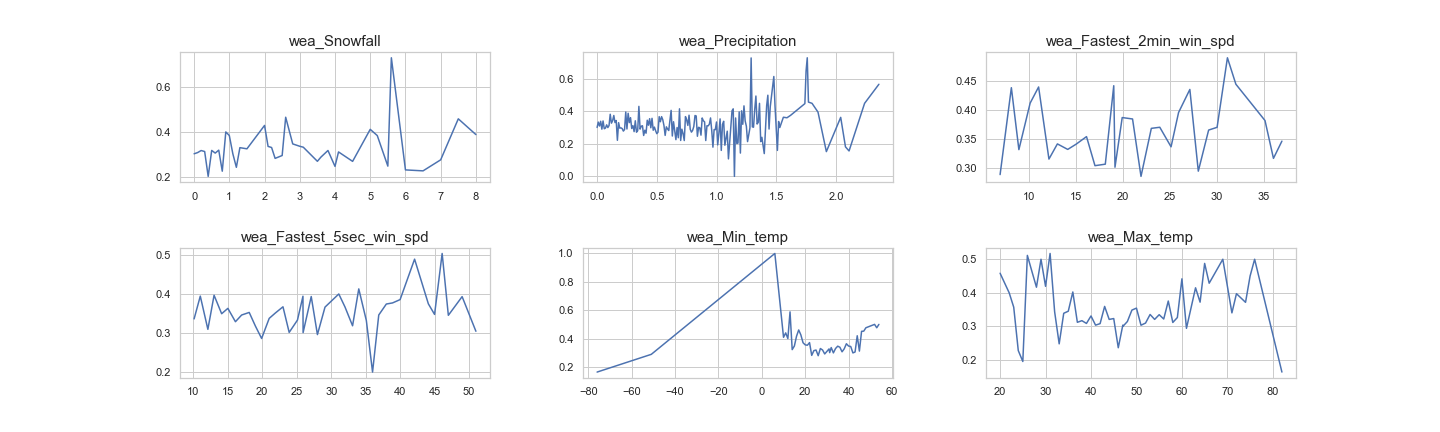 wea_Snowfall
0.6
0.4
0.2
0 1 2 3 4 5 6 7 8
wea_Precipitation
0.6
0.4
0.2
0.0
0.0 0.5 1.0 1.5 2.0
wea_Fastest_2min_win_spd
0.45
0.40
0.35
0.30
10 15 20 25 30 35
wea_Fastest_5sec_win_spd
0.5
0.4
0.3
0.2
10 15 20 25 30 35 40 45 50
wea_Min_temp
1.0
0.8
0.6
0.4
0.2
−80 −60 −40 −20 0 20 40 60
wea_Max_temp
0.5
0.4
0.3
0.2
20 30 40 50 60 70 80